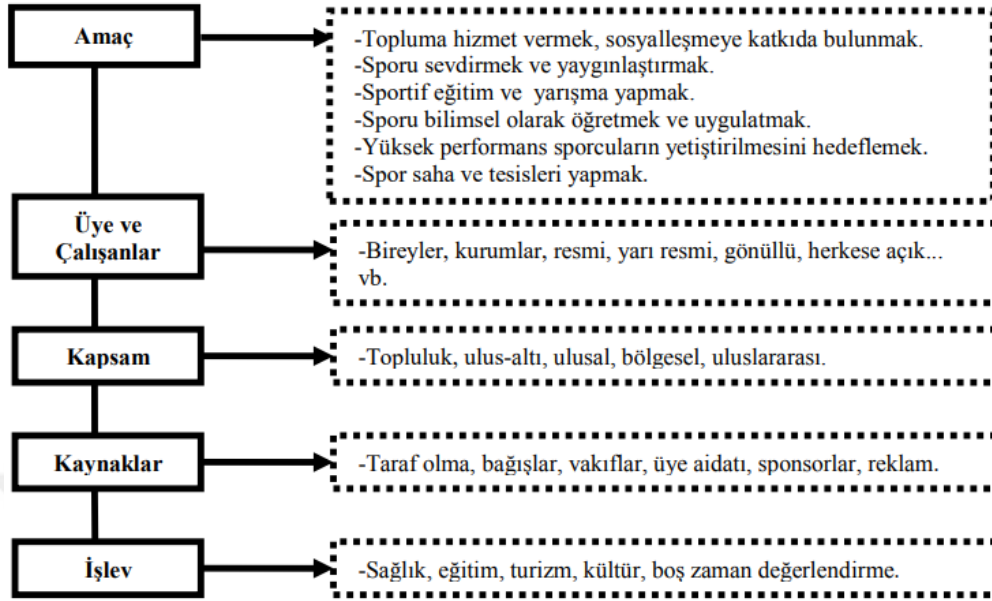 Amaç
-Topluma hizmet vermek, sosyalleşmeye katkıda bulunmak.
-Sporu sevdirmek ve yaygınlaştırmak.
-Sportif eğitim ve yarışma yapmak.
-Sporu bilimsel olarak öğretmek ve uygulatmak.
-Yüksek performans sporcuların yetiştirilmesini hedeflemek.
-Spor saha ve tesisleri yapmak.
Üye ve
Çalışanlar
-Bireyler, kurumlar, resmi, yarı resmi, gönüllü, herkese açık...
vb.
Kapsam
-Topluluk, ulus-altı, ulusal, bölgesel, uluslararası.
Kaynaklar
-Taraf olma, bağışlar, vakıflar, üye aidatı, sponsorlar, reklam.
İşlev
-Sağlık, eğitim, turizm, kültür, boş zaman değerlendirme.